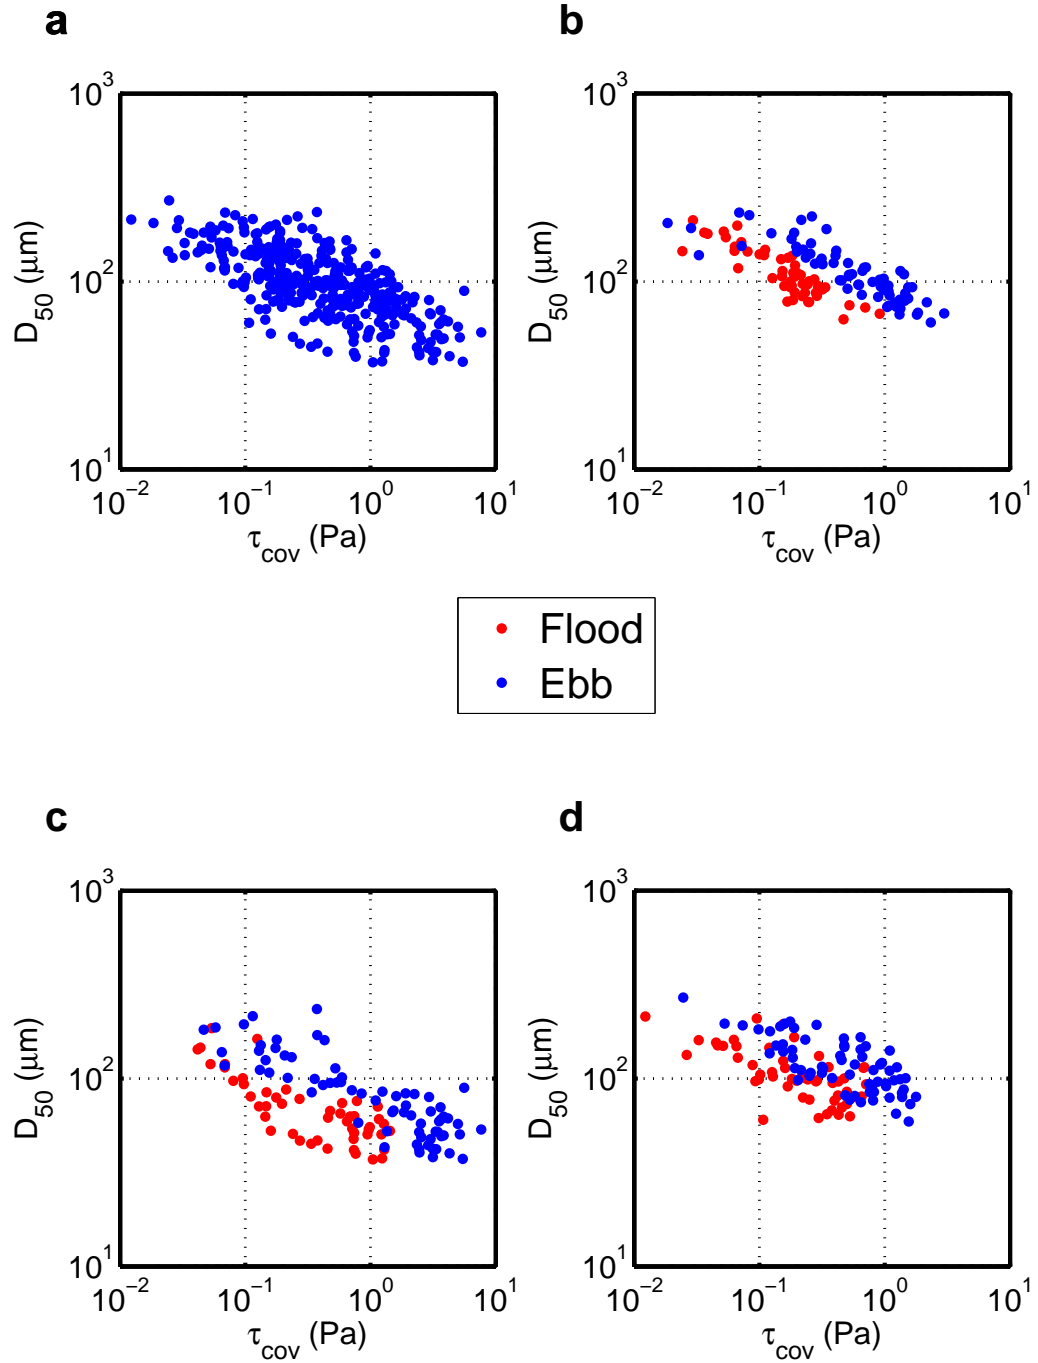 a
b
10³
10²
10¹
D₅₀ (μm)
10⁻² 10⁻¹ 10⁰ 10¹
τcov (Pa)
10³
10²
10¹
D₅₀ (μm)
10⁻² 10⁻¹ 10⁰ 10¹
τcov (Pa)
Flood
Ebb
c
d
10³
10²
10¹
D₅₀ (μm)
10⁻² 10⁻¹ 10⁰ 10¹
τcov (Pa)
10³
10²
10¹
D₅₀ (μm)
10⁻² 10⁻¹ 10⁰ 10¹
τcov (Pa)